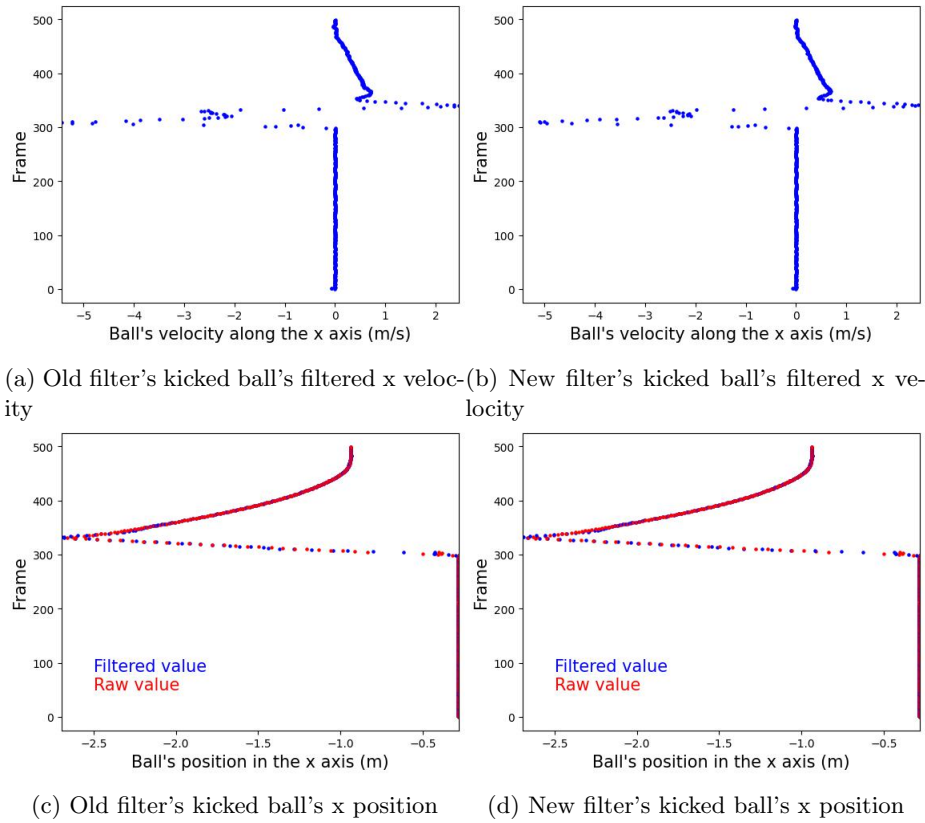 500
400
300
200
100
0
Frame
−5 −4 −3 −2 −1 0 1 2
Ball's velocity along the x axis (m/s)
500
400
300
200
100
0
Frame
−5 −4 −3 −2 −1 0 1 2
Ball's velocity along the x axis (m/s)
(a) Old filter's kicked ball's filtered x veloc-
ity
(b) New filter's kicked ball's filtered x ve-
locity
500
400
300
200
100
0
Frame
Filtered value
Raw value
−2.5 −2.0 −1.5 −1.0 −0.5
Ball's position in the x axis (m)
500
400
300
200
100
0
Frame
Filtered value
Raw value
−2.5 −2.0 −1.5 −1.0 −0.5
Ball's position in the x axis (m)
(c) Old filter's kicked ball's x position
(d) New filter's kicked ball's x position